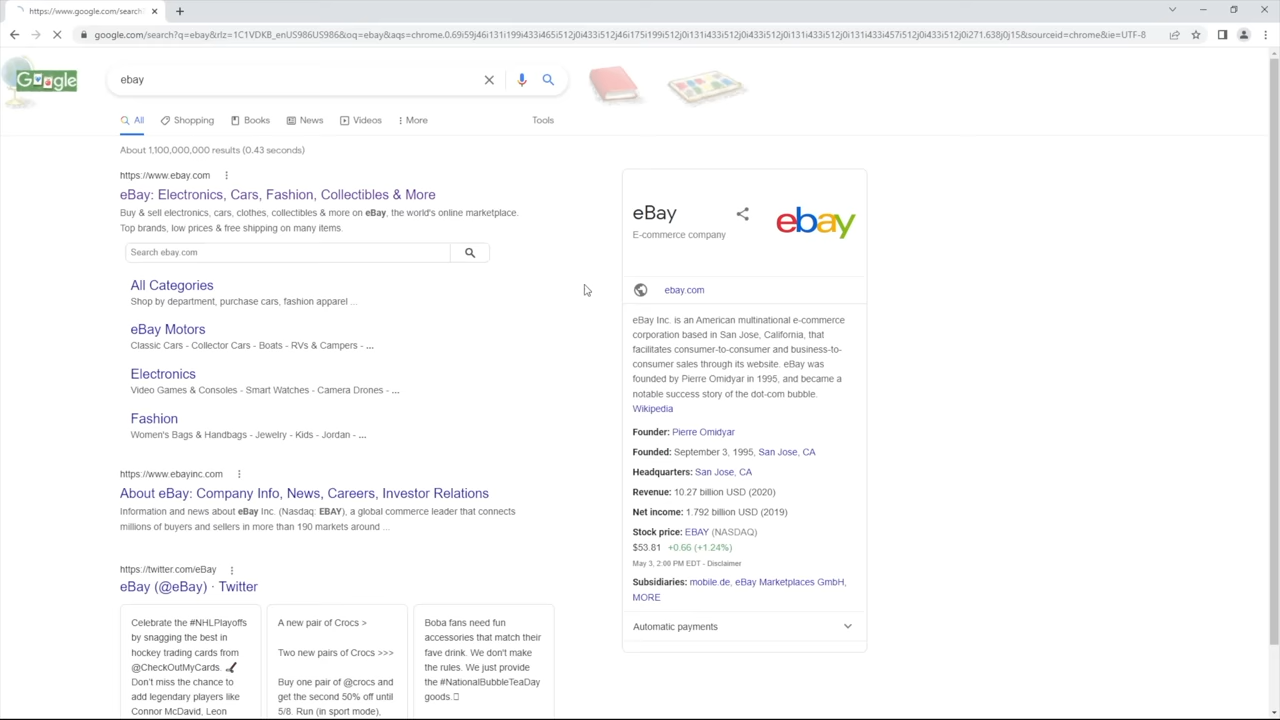 https://www.google.com/search?
google.com/search?q=ebay&rlz=1C1VDKB_enUS986US986&oq=ebay&aqs=chrome.0.69i59j46i131i199i433i465i512j0i433i512j46i175i199i512j0i131i433i512j0i131i433i457i512j0i131i433i512j0i271.638j0j15&sourceid=chrome&ie=UTF-8
Google
ebay
All
Shopping
Books
News
Videos
More
Tools
About 1,100,000,000 results (0.43 seconds)
https://www.ebay.com
eBay: Electronics, Cars, Fashion, Collectibles & More
Buy & sell electronics, cars, clothes, collectibles & more on eBay, the world's online marketplace.
Top brands, low prices & free shipping on many items.
Search ebay.com
All Categories
Shop by department, purchase cars, fashion apparel ...
eBay Motors
Classic Cars - Collector Cars - Boats - RVs & Campers - ...
Electronics
Video Games & Consoles - Smart Watches - Camera Drones - ...
Fashion
Women's Bags & Handbags - Jewelry - Kids - Jordan - ...
https://www.ebayinc.com
About eBay: Company Info, News, Careers, Investor Relations
Information and news about eBay Inc. (Nasdaq: EBAY), a global commerce leader that connects
millions of buyers and sellers in more than 190 markets around ...
https://twitter.com/eBay
eBay (@eBay) · Twitter
Celebrate the #NHLPlayoffs
by snagging the best in
hockey trading cards from
@CheckOutMyCards.
Don't miss the chance to
add legendary players like
Connor McDavid, Leon
A new pair of Crocs >
Two new pairs of Crocs >>>
Buy one pair of @crocs and
get the second 50% off until
5/8. Run (in sport mode),
Boba fans need fun
accessories that match their
fave drink. We don't make
the rules. We just provide
the #NationalBubbleTeaDay
goods.
eBay
E-commerce company
ebay
ebay.com
eBay Inc. is an American multinational e-commerce
corporation based in San Jose, California, that
facilitates consumer-to-consumer and business-to-
consumer sales through its website. eBay was
founded by Pierre Omidyar in 1995, and became a
notable success story of the dot-com bubble.
Wikipedia
Founder: Pierre Omidyar
Founded: September 3, 1995, San Jose, CA
Headquarters: San Jose, CA
Revenue: 10.27 billion USD (2020)
Net income: 1.792 billion USD (2019)
Stock price: EBAY (NASDAQ)
$53.81 +0.66 (+1.24%)
May 3, 2:00 PM EDT - Disclaimer
Subsidiaries: mobile.de, eBay Marketplaces GmbH,
MORE
Automatic payments